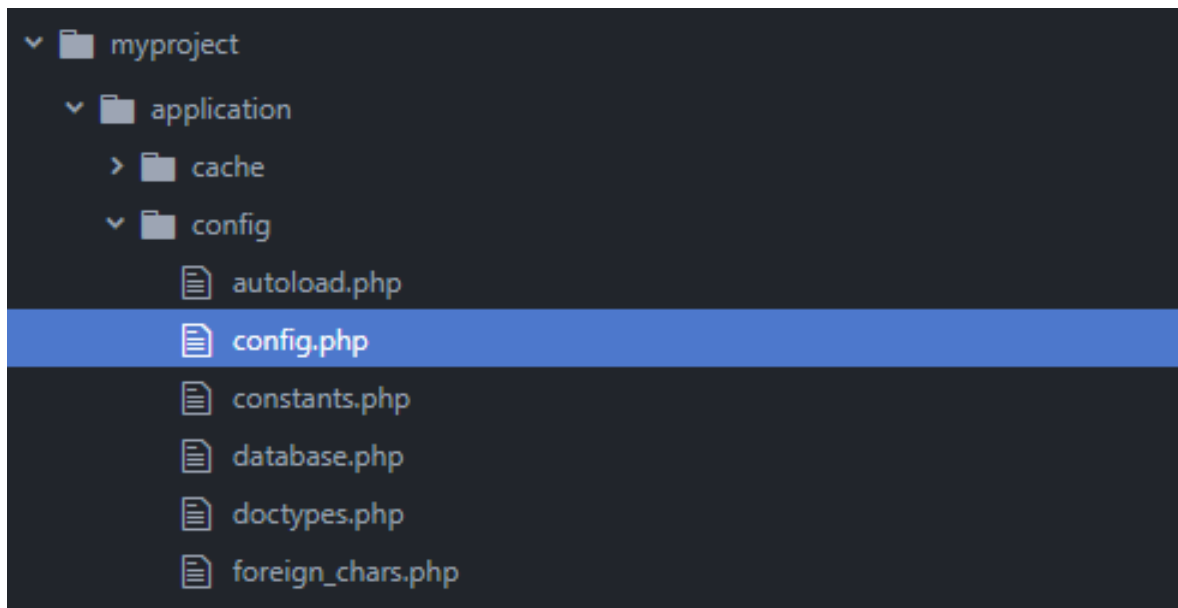 myproject
application
cache
config
autoload.php
config.php
constants.php
database.php
doctypes.php
foreign_chars.php